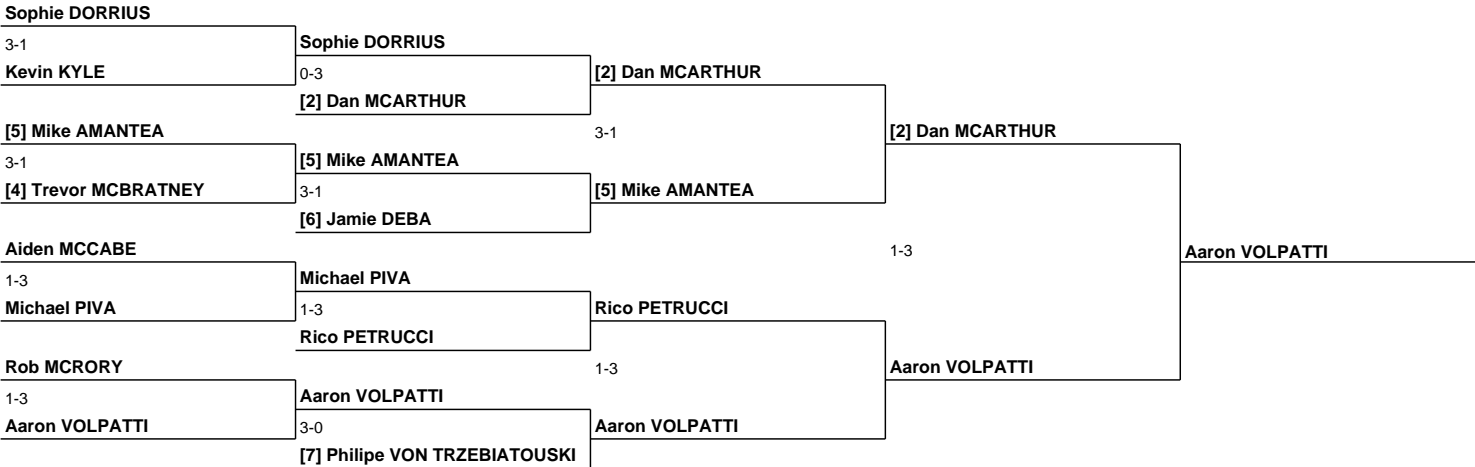 Sophie DORRIUS
3-1
Kevin KYLE
Sophie DORRIUS
0-3
[2] Dan MCARTHUR
[2] Dan MCARTHUR
3-1
[5] Mike AMANTEA
[2] Dan MCARTHUR
[5] Mike AMANTEA
3-1
[4] Trevor MCBRATNEY
[5] Mike AMANTEA
3-1
[6] Jamie DEBA
1-3
Aaron VOLPATTI
Aiden MCCABE
1-3
Michael PIVA
Michael PIVA
1-3
Rico PETRUCCI
Rico PETRUCCI
1-3
Aaron VOLPATTI
Aaron VOLPATTI
Rob MCRORY
1-3
Aaron VOLPATTI
Aaron VOLPATTI
3-0
[7] Philipe VON TRZEBIATOUSKI